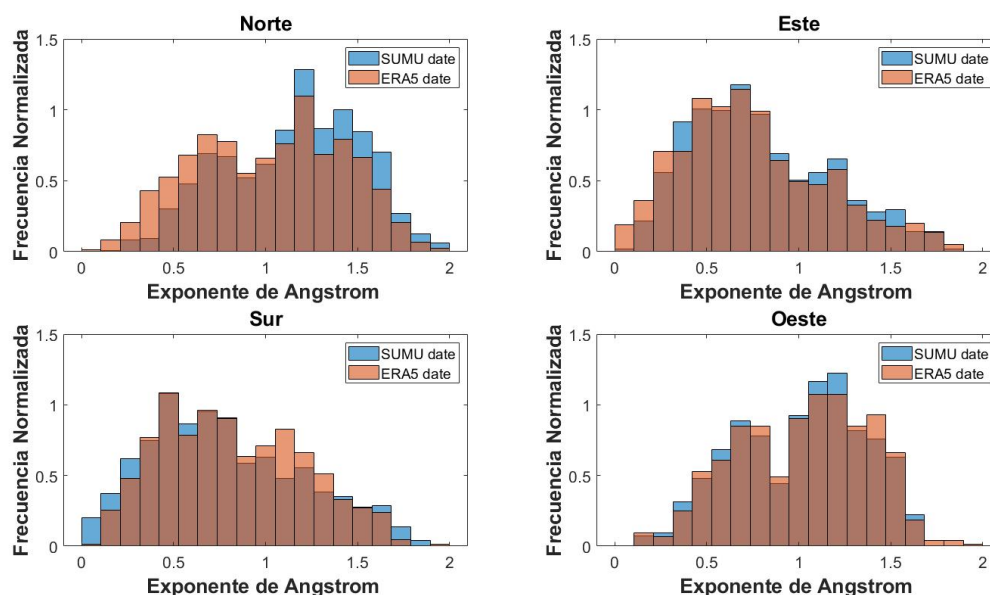 Norte
Frecuencia Normalizada
1.5
1
0.5
0
SUMU date
ERA5 date
0 0.5 1 1.5 2
Exponente de Angstrom
Este
Frecuencia Normalizada
1.5
1
0.5
0
SUMU date
ERA5 date
0 0.5 1 1.5 2
Exponente de Angstrom
Sur
Frecuencia Normalizada
1.5
1
0.5
0
SUMU date
ERA5 date
0 0.5 1 1.5 2
Exponente de Angstrom
Oeste
Frecuencia Normalizada
1.5
1
0.5
0
SUMU date
ERA5 date
0 0.5 1 1.5 2
Exponente de Angstrom